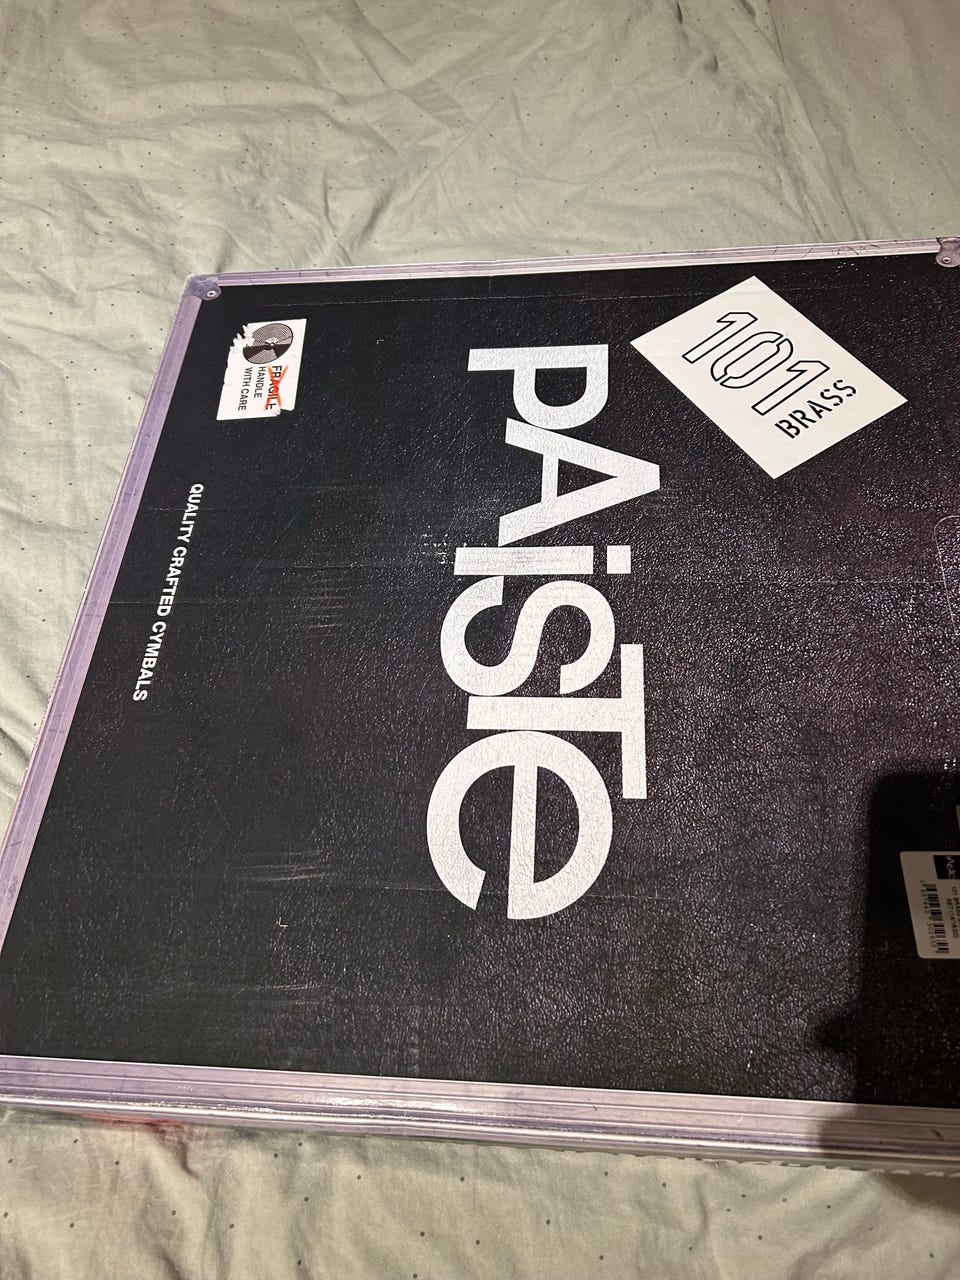 101
BRASS
PAiSTe
FRAGILE
HANDLE
WITH CARE
QUALITY CRAFTED CYMBALS